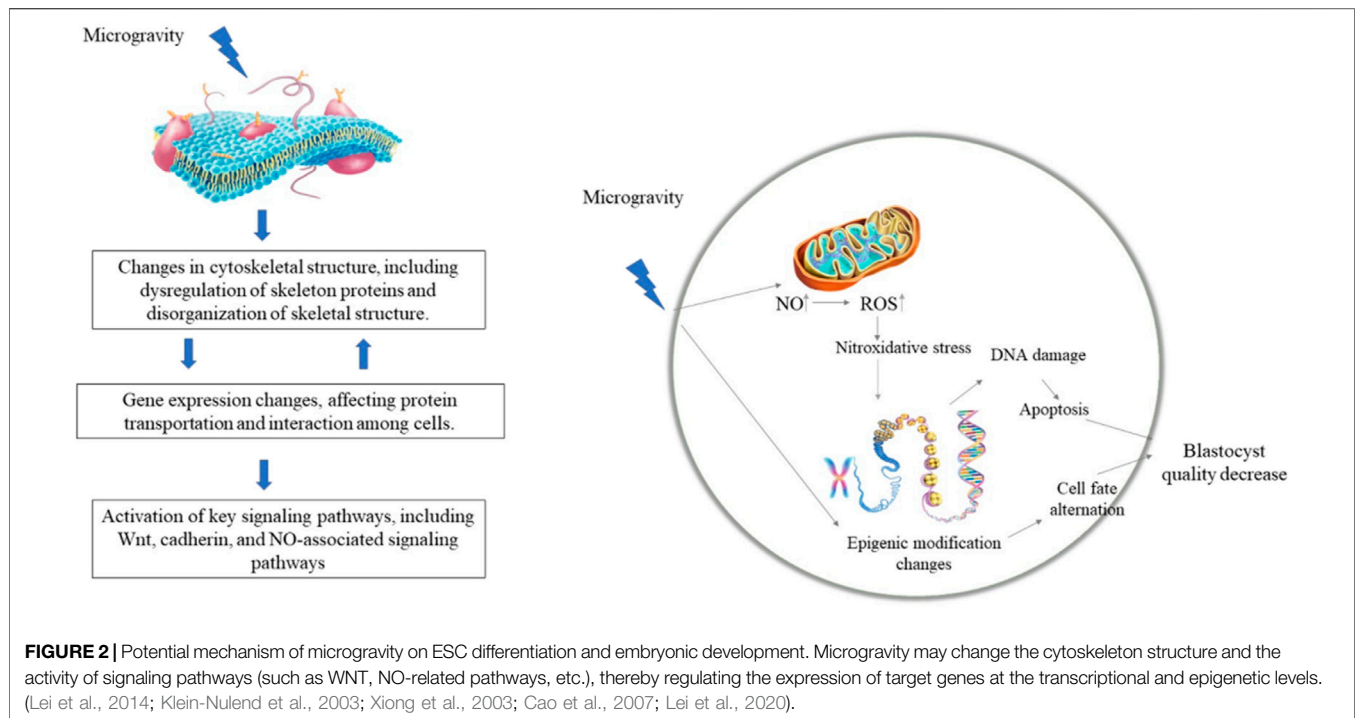 Microgravity
Changes in cytoskeletal structure, including
dysregulation of skeleton proteins and
disorganization of skeletal structure.
Gene expression changes, affecting protein
transportation and interaction among cells.
Activation of key signaling pathways, including
Wnt, cadherin, and NO-associated signaling
pathways
Microgravity
NO↑ → ROS↑
Nitroxidative stress
DNA damage
Apoptosis
Blastocyst
quality decrease
Cell fate
alternation
Epigenic modification
changes
FIGURE 2 | Potential mechanism of microgravity on ESC differentiation and embryonic development. Microgravity may change the cytoskeleton structure and the
activity of signaling pathways (such as WNT, NO-related pathways, etc.), thereby regulating the expression of target genes at the transcriptional and epigenetic levels.
(Lei et al., 2014; Klein-Nulend et al., 2003; Xiong et al., 2003; Cao et al., 2007; Lei et al., 2020).